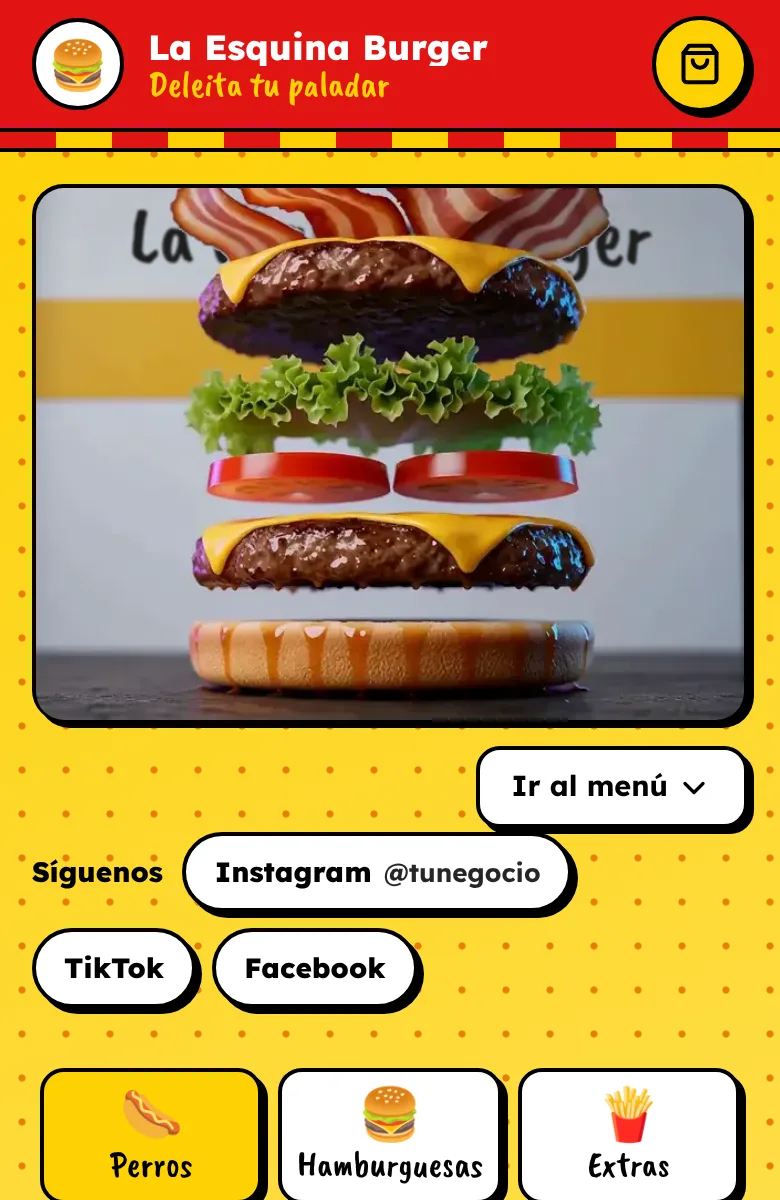 La Esquina Burger
Deleita tu paladar
La ger
Ir al menú
Síguenos Instagram @tunegocio
TikTok Facebook
Perros Hamburguesas Extras